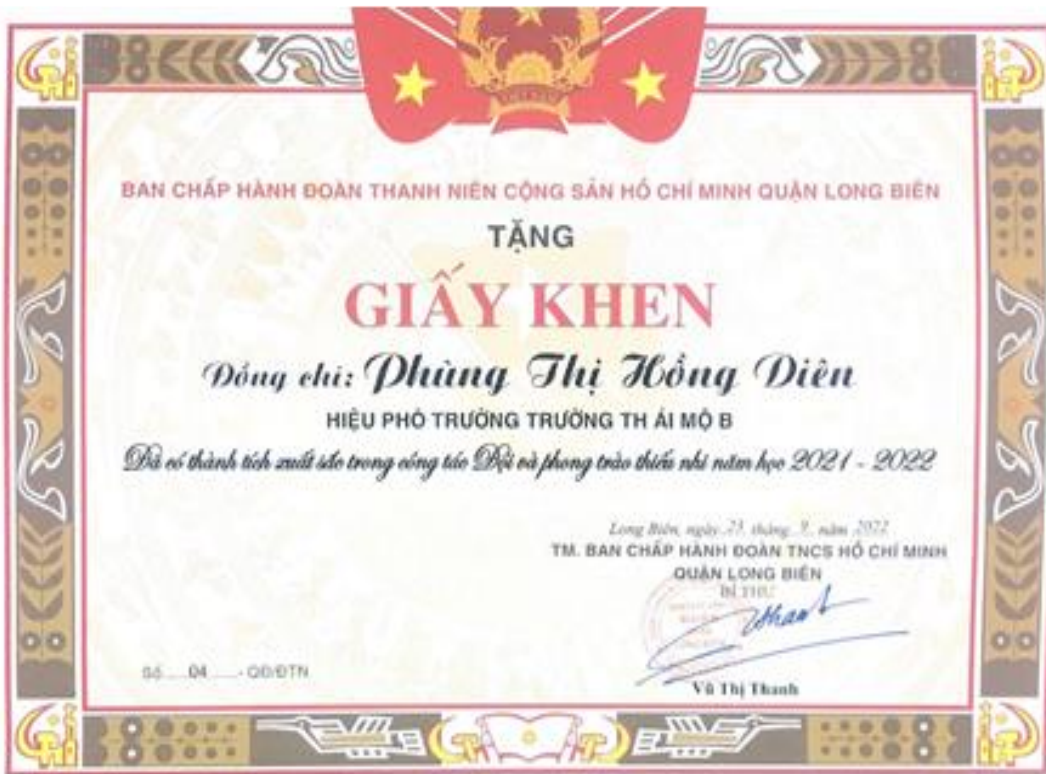 BAN CHẤP HÀNH ĐOÀN THANH NIÊN CỘNG SẢN HỒ CHÍ MINH QUẬN LONG BIÊN
TẶNG
GIẤY KHEN
Đồng chí: Phùng Thị Hồng Diên
HIỆU PHÓ TRƯỜNG TRƯỜNG TH ÁI MỘ B
Đã có thành tích xuất sắc trong công tác Đội và phong trào thiếu nhi năm học 2021 - 2022
Long Biên, ngày 23 tháng 9 năm 2022
TM. BAN CHẤP HÀNH ĐOÀN TNCS HỒ CHÍ MINH
QUẬN LONG BIÊN
BÍ THƯ
Thanh
Số ..... 04 ..... - QĐ/ĐTN
Vũ Thị Thanh